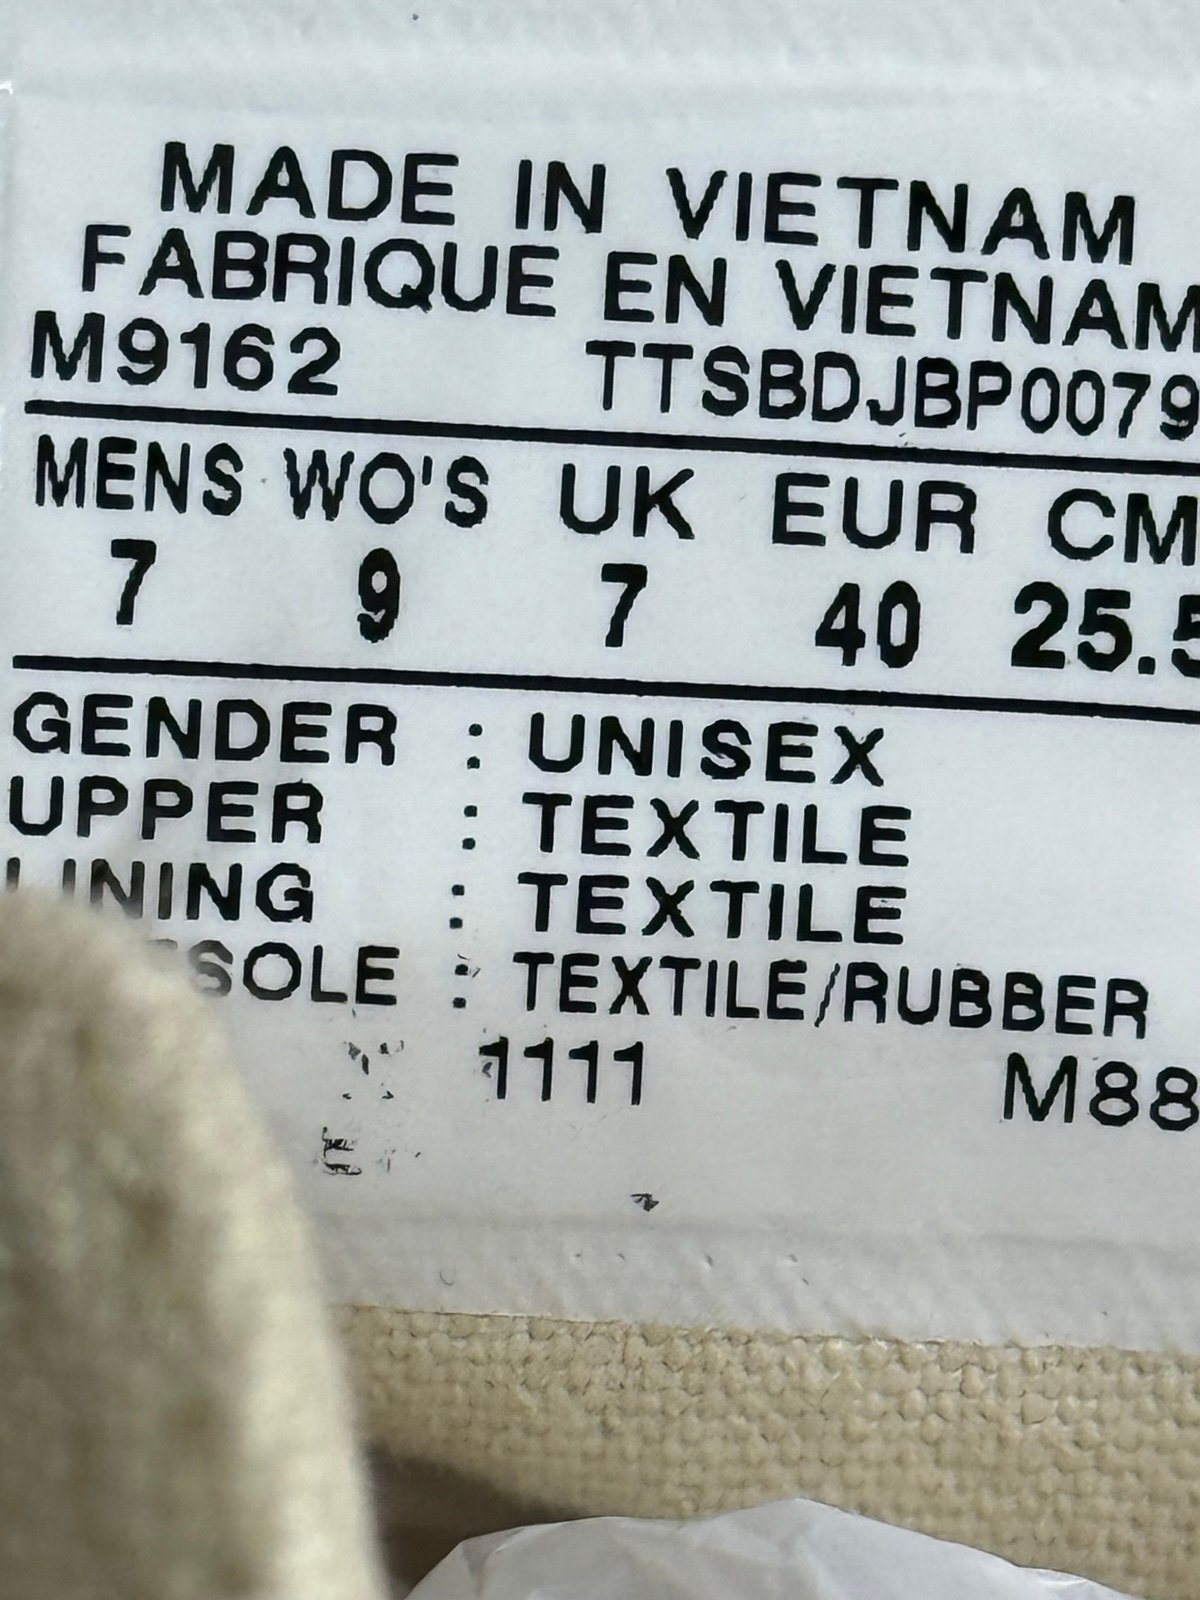 MADE IN VIETNAM
FABRIQUE EN VIETNAM
M9162 TTSBDJBP0079
MENS WO'S UK EUR CM
7 9 7 40 25.5
GENDER : UNISEX
UPPER : TEXTILE
LINING : TEXTILE
SOLE : TEXTILE/RUBBER
1111 M88